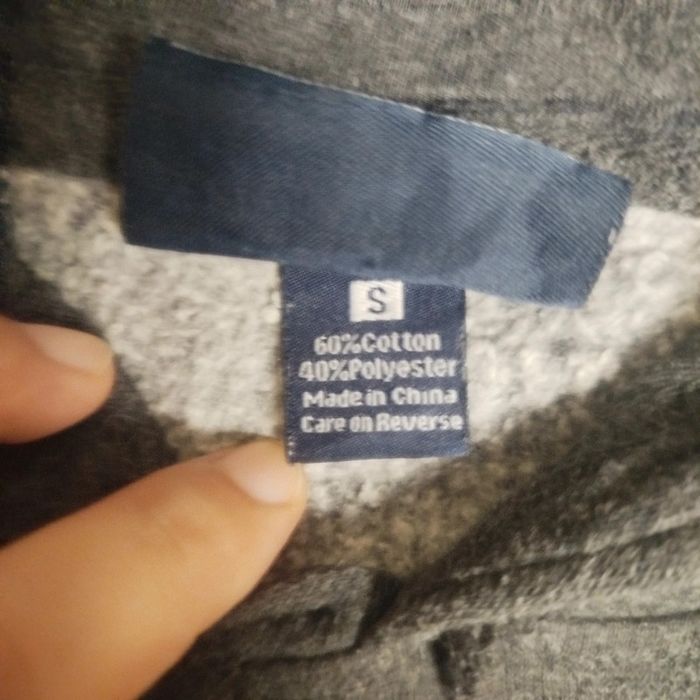 S
60%Cotton
40%Polyester
Made in China
Care on Reverse